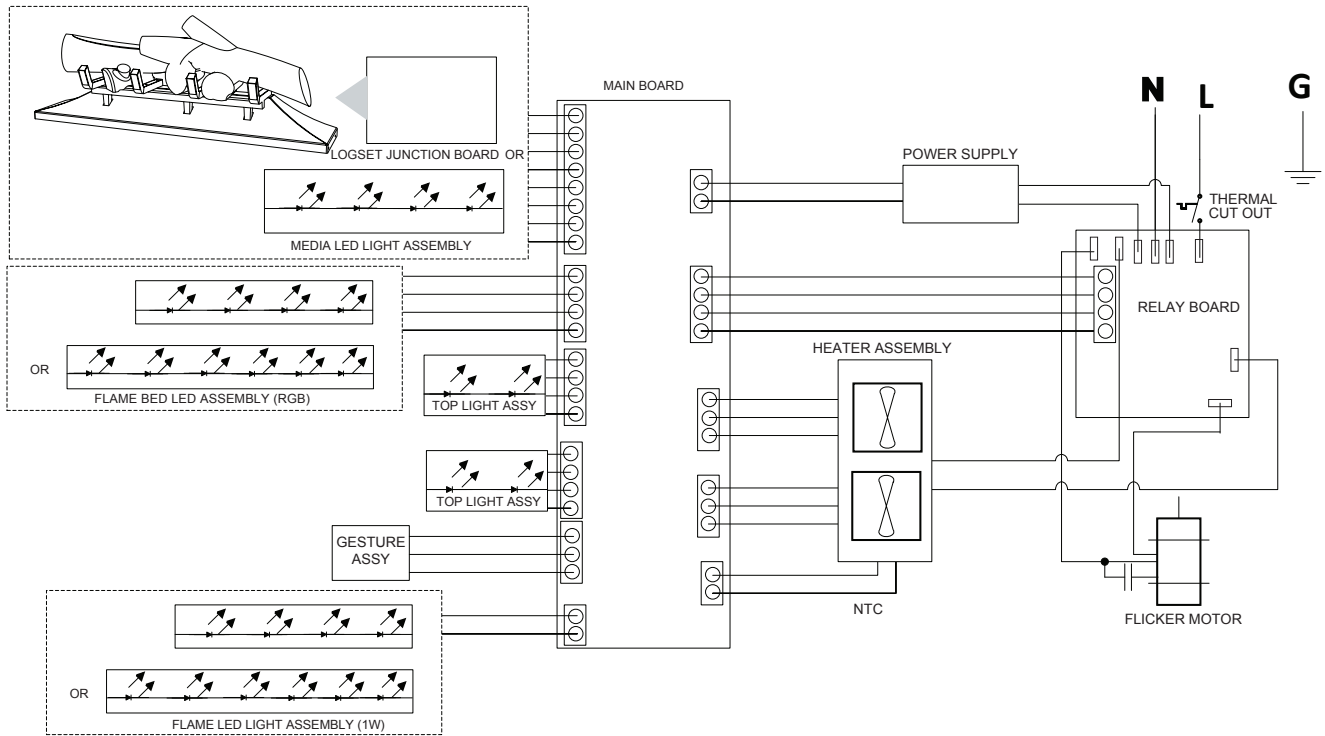 MAIN BOARD
N
L
G
LOGSET JUNCTION BOARD OR
POWER SUPPLY
THERMAL
CUT OUT
MEDIA LED LIGHT ASSEMBLY
RELAY BOARD
HEATER ASSEMBLY
OR
FLAME BED LED ASSEMBLY (RGB)
TOP LIGHT ASSY
TOP LIGHT ASSY
GESTURE
ASSY
NTC
FLICKER MOTOR
OR
FLAME LED LIGHT ASSEMBLY (1W)